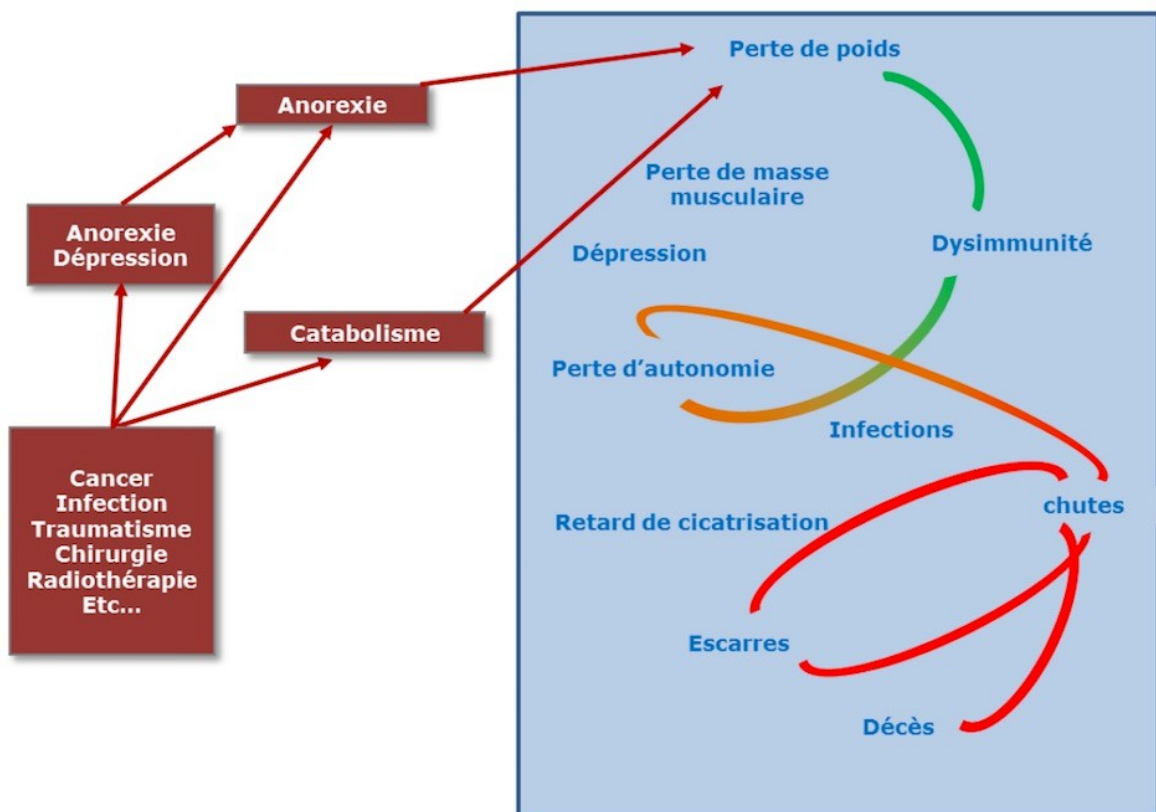 Perte de poids
Anorexie
Perte de masse
musculaire
Anorexie
Dépression
Dysimmunité
Dépression
Catabolisme
Perte d’autonomie
Infections
Cancer
Infection
Traumatisme
Chirurgie
Radiothérapie
Etc…
chutes
Retard de cicatrisation
Escarres
Décès